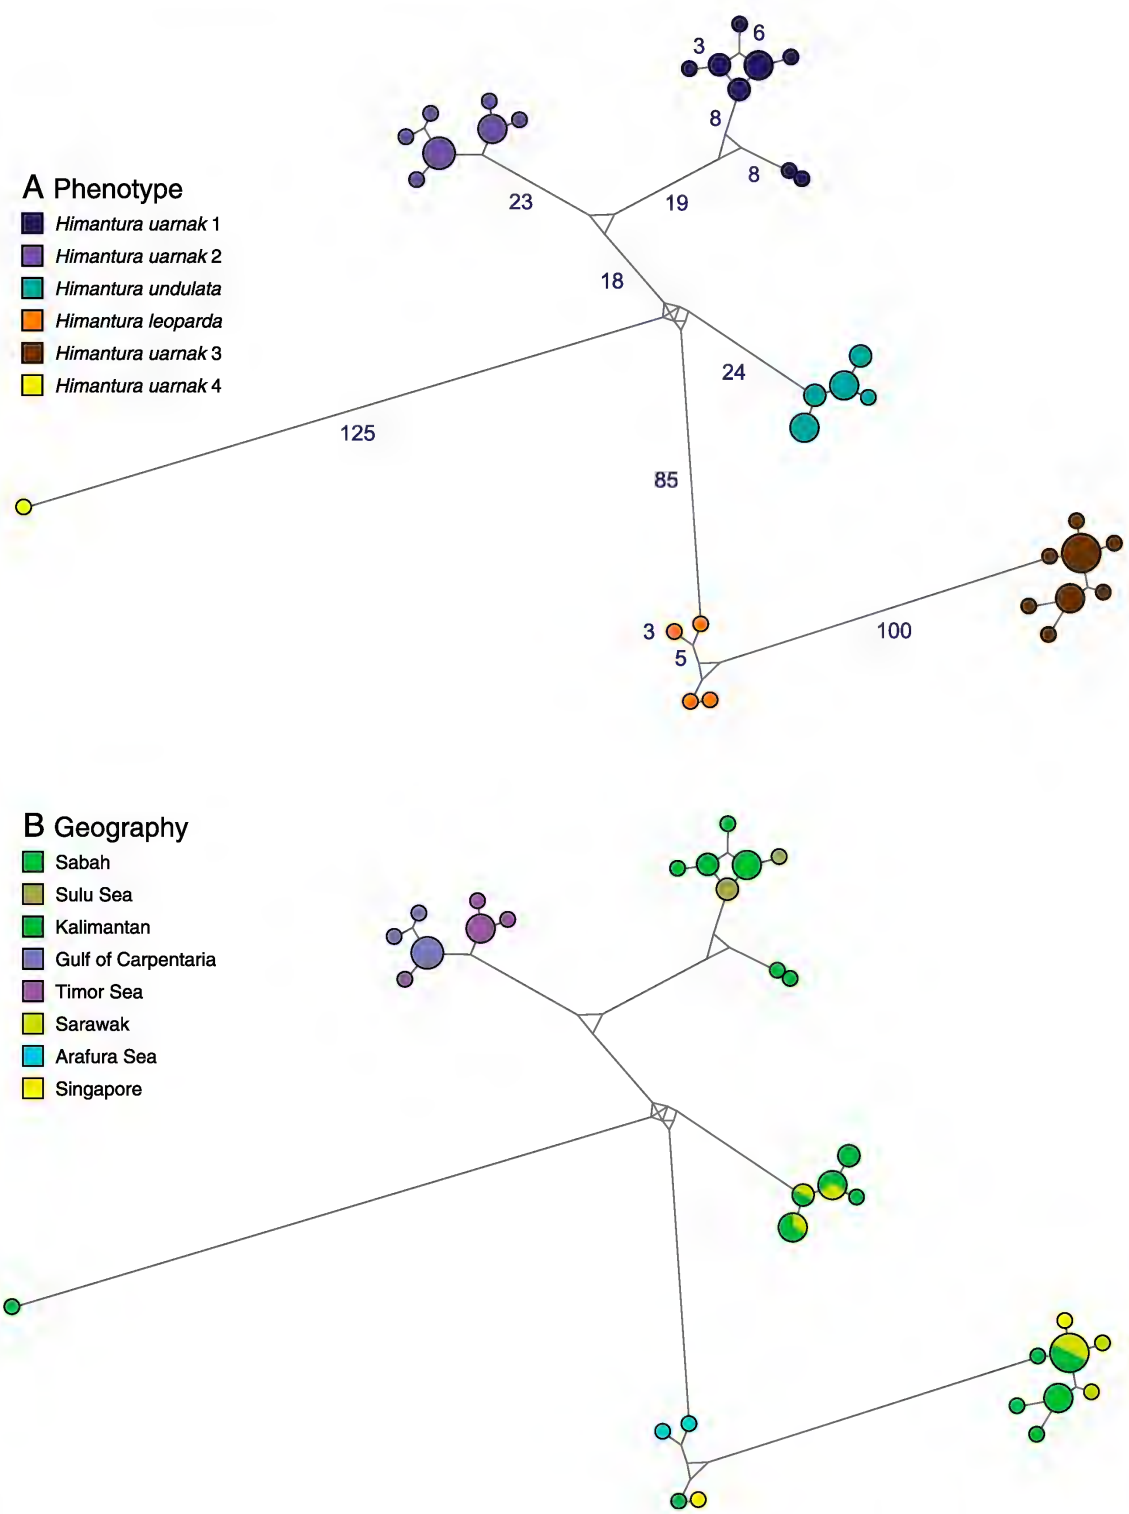 6
3
8
8
23
19
A Phenotype
Himantura uarnak 1
Himantura uarnak 2
Himantura undulata
Himantura leoparda
Himantura uarnak 3
Himantura uarnak 4
18
24
125
85
3
5
100
B Geography
Sabah
Sulu Sea
Kalimantan
Gulf of Carpentaria
Timor Sea
Sarawak
Arafura Sea
Singapore